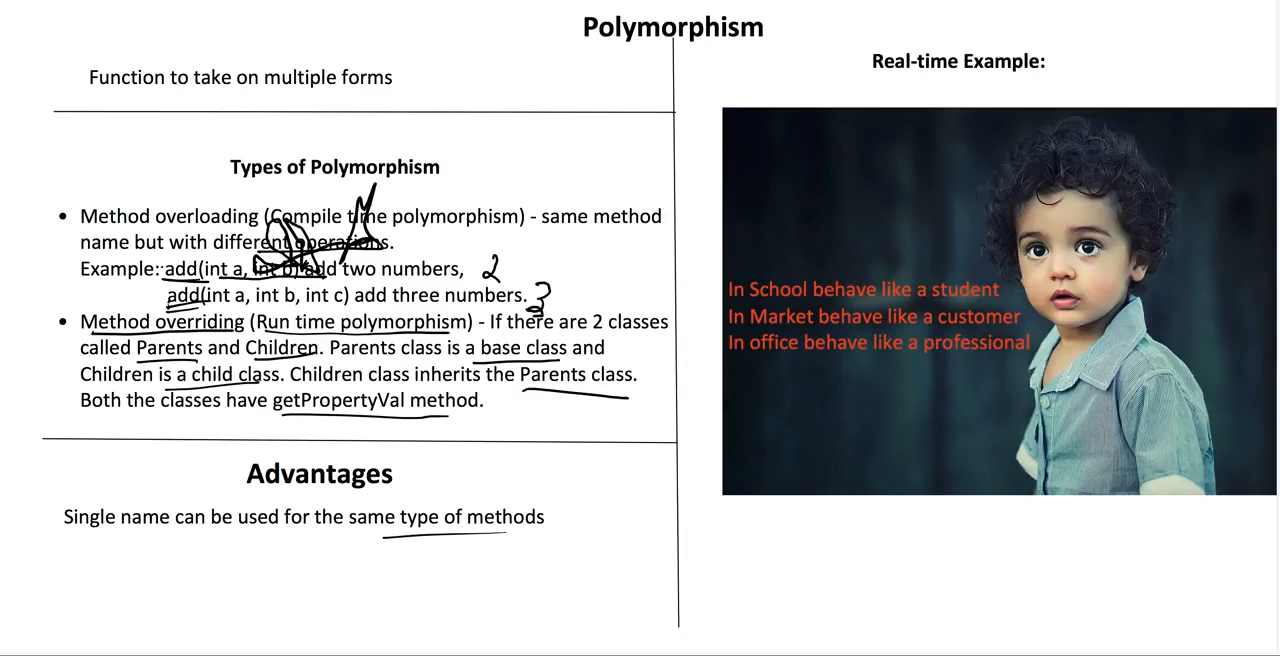 Polymorphism
Function to take on multiple forms
Types of Polymorphism
• Method overloading (Compile time polymorphism) - same method
name but with different operations.
Example: add(int a, int b) add two numbers, 2
add(int a, int b, int c) add three numbers. 3
• Method overriding (Run time polymorphism) - If there are 2 classes
called Parents and Children. Parents class is a base class and
Children is a child class. Children class inherits the Parents class.
Both the classes have getPropertyVal method.
Advantages
Single name can be used for the same type of methods
Real-time Example:
In School behave like a student
In Market behave like a customer
In office behave like a professional